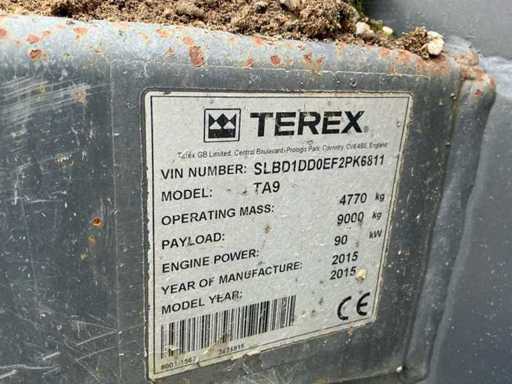 TEREX®
Terex GB Limited, Central Boulevard, Prologis Park, Coventry, CV6 4BS, England
VIN NUMBER: SLBD1DD0EF2PK6811
MODEL: TA9
OPERATING MASS: 4770 kg
PAYLOAD: 9000 kg
ENGINE POWER: 90 kW
YEAR OF MANUFACTURE: 2015
MODEL YEAR: 2015
CE